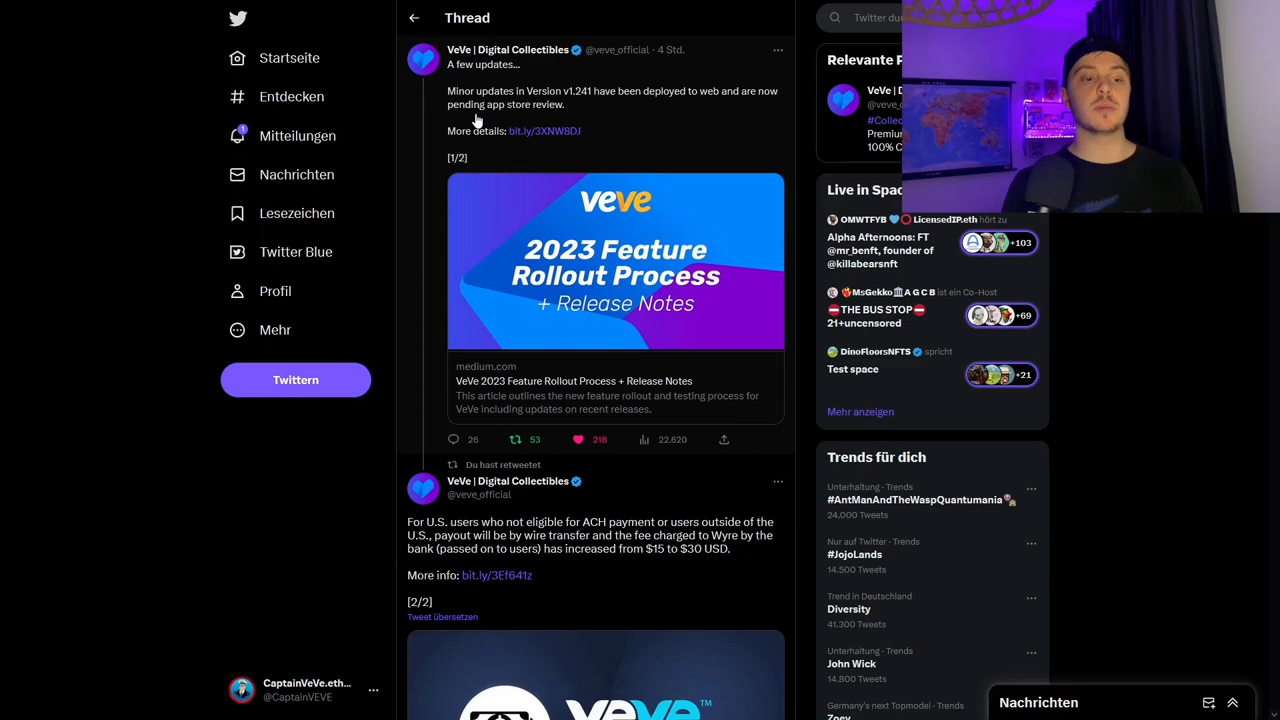 Startseite
Entdecken
1
Mitteilungen
Nachrichten
Lesezeichen
Twitter Blue
Profil
Mehr
Twittern
CaptainVeVe.eth...
@CaptainVEVE
Thread
VeVe | Digital Collectibles @veve_official · 4 Std.
A few updates...
Minor updates in Version v1.241 have been deployed to web and are now
pending app store review.
More details: bit.ly/3XNW8DJ
[1/2]
VEVE
2023 Feature
Rollout Process
+ Release Notes
medium.com
VeVe 2023 Feature Rollout Process + Release Notes
This article outlines the new feature rollout and testing process for
VeVe including updates on recent releases.
26
53
218
22.620
Du hast retweetet
VeVe | Digital Collectibles
@veve_official
For U.S. users who not eligible for ACH payment or users outside of the
U.S., payout will be by wire transfer and the fee charged to Wyre by the
bank (passed on to users) has increased from $15 to $30 USD.
More info: bit.ly/3Ef641z
[2/2]
Tweet übersetzen
veve™
Twitter du
Relevante P
VeVe |
@veve_o
#Collec
Premium
100% C
Live in Spac
OMWTFYB LicensedIP.eth hört zu
Alpha Afternoons: FT
@mr_benft, founder of
@killabearsnft
+103
MsGekko A G C B ist ein Co-Host
THE BUS STOP
21+uncensored
+69
DinoFloorsNFTS spricht
Test space
+21
Mehr anzeigen
Trends für dich
Unterhaltung · Trends
#AntManAndTheWaspQuantumania
24.000 Tweets
Nur auf Twitter · Trends
#JojoLands
14.500 Tweets
Trend in Deutschland
Diversity
41.300 Tweets
Unterhaltung · Trends
John Wick
14.800 Tweets
Germany's next Topmodel · Trends
Zoey
Nachrichten